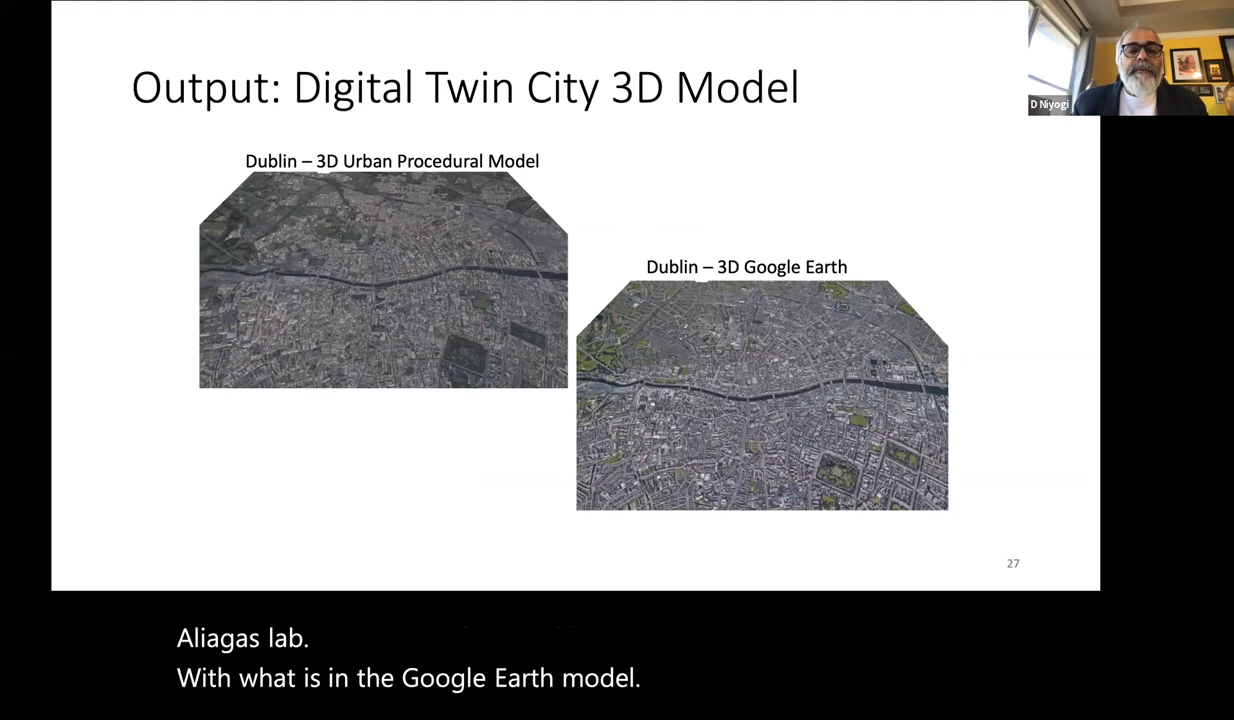 Output: Digital Twin City 3D Model
D Niyogi
Dublin – 3D Urban Procedural Model
Dublin – 3D Google Earth
27
Aliagas lab.
With what is in the Google Earth model.